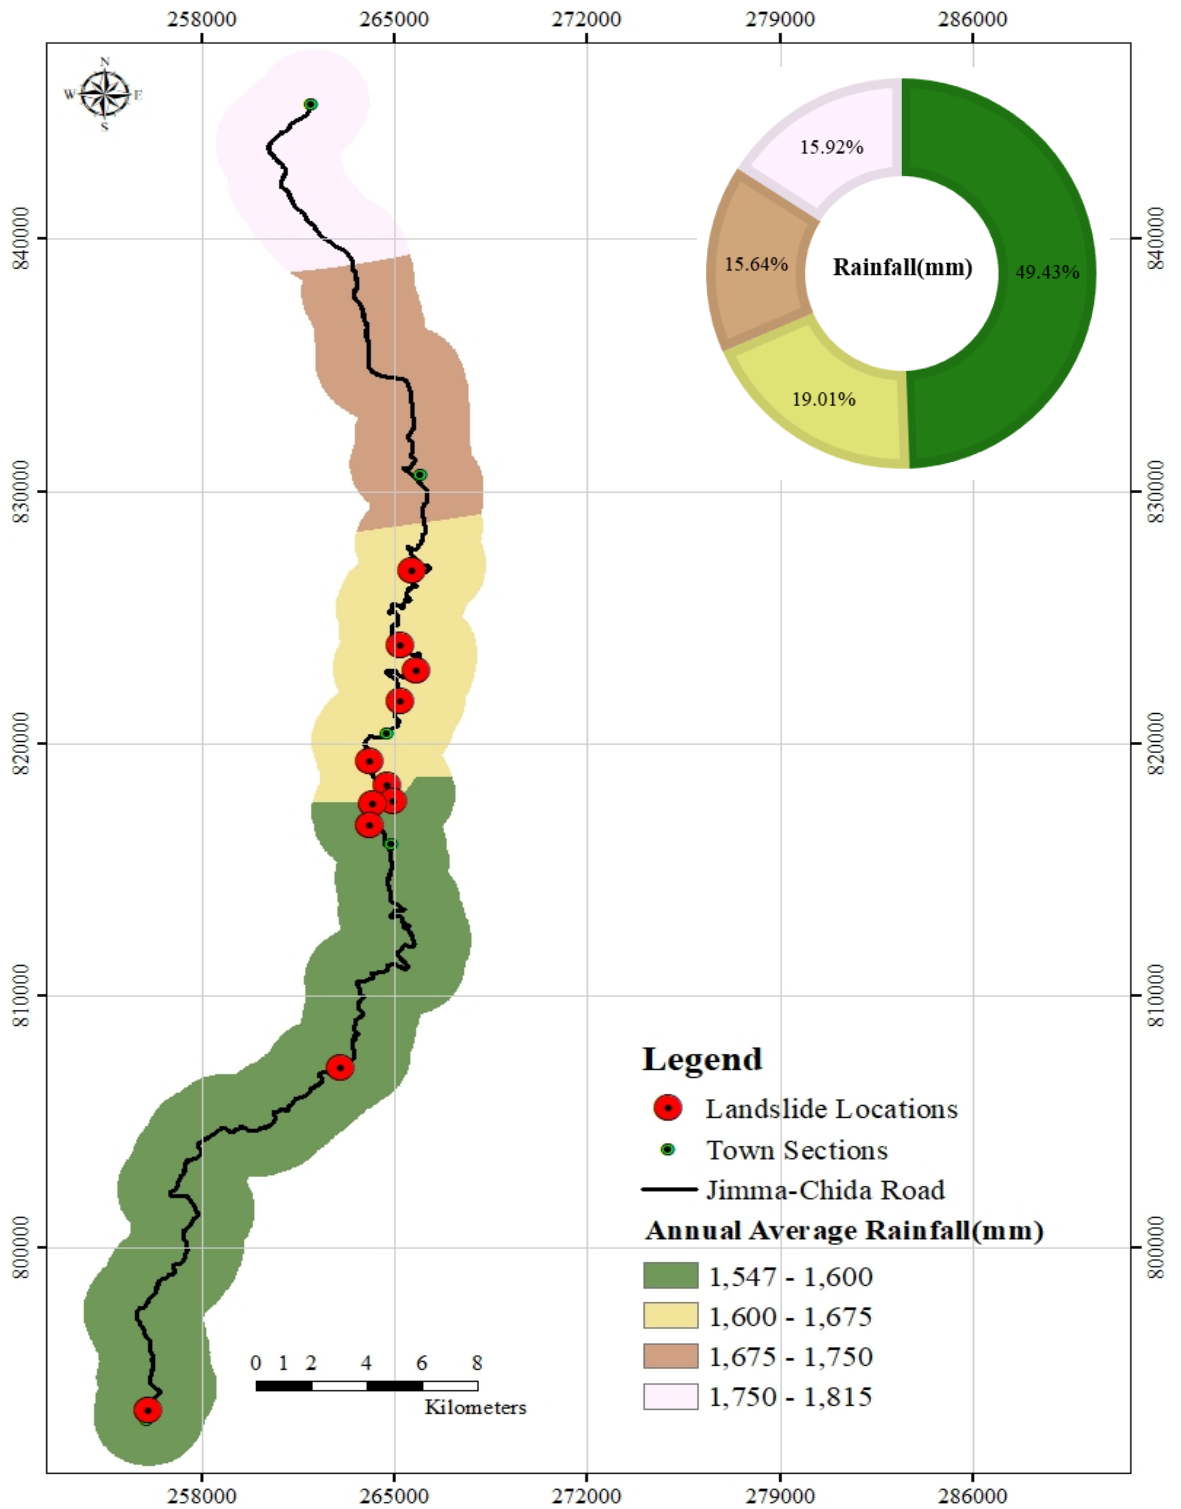 258000 265000 272000 279000 286000
N
W E
S
15.92%
15.64%
Rainfall(mm)
49.43%
19.01%
840000 840000
830000 830000
820000 820000
810000 810000
800000 800000
Legend
Landslide Locations
Town Sections
Jimma-Chida Road
Annual Average Rainfall(mm)
1,547 - 1,600
1,600 - 1,675
1,675 - 1,750
1,750 - 1,815
0 1 2 4 6 8
Kilometers
258000 265000 272000 279000 286000